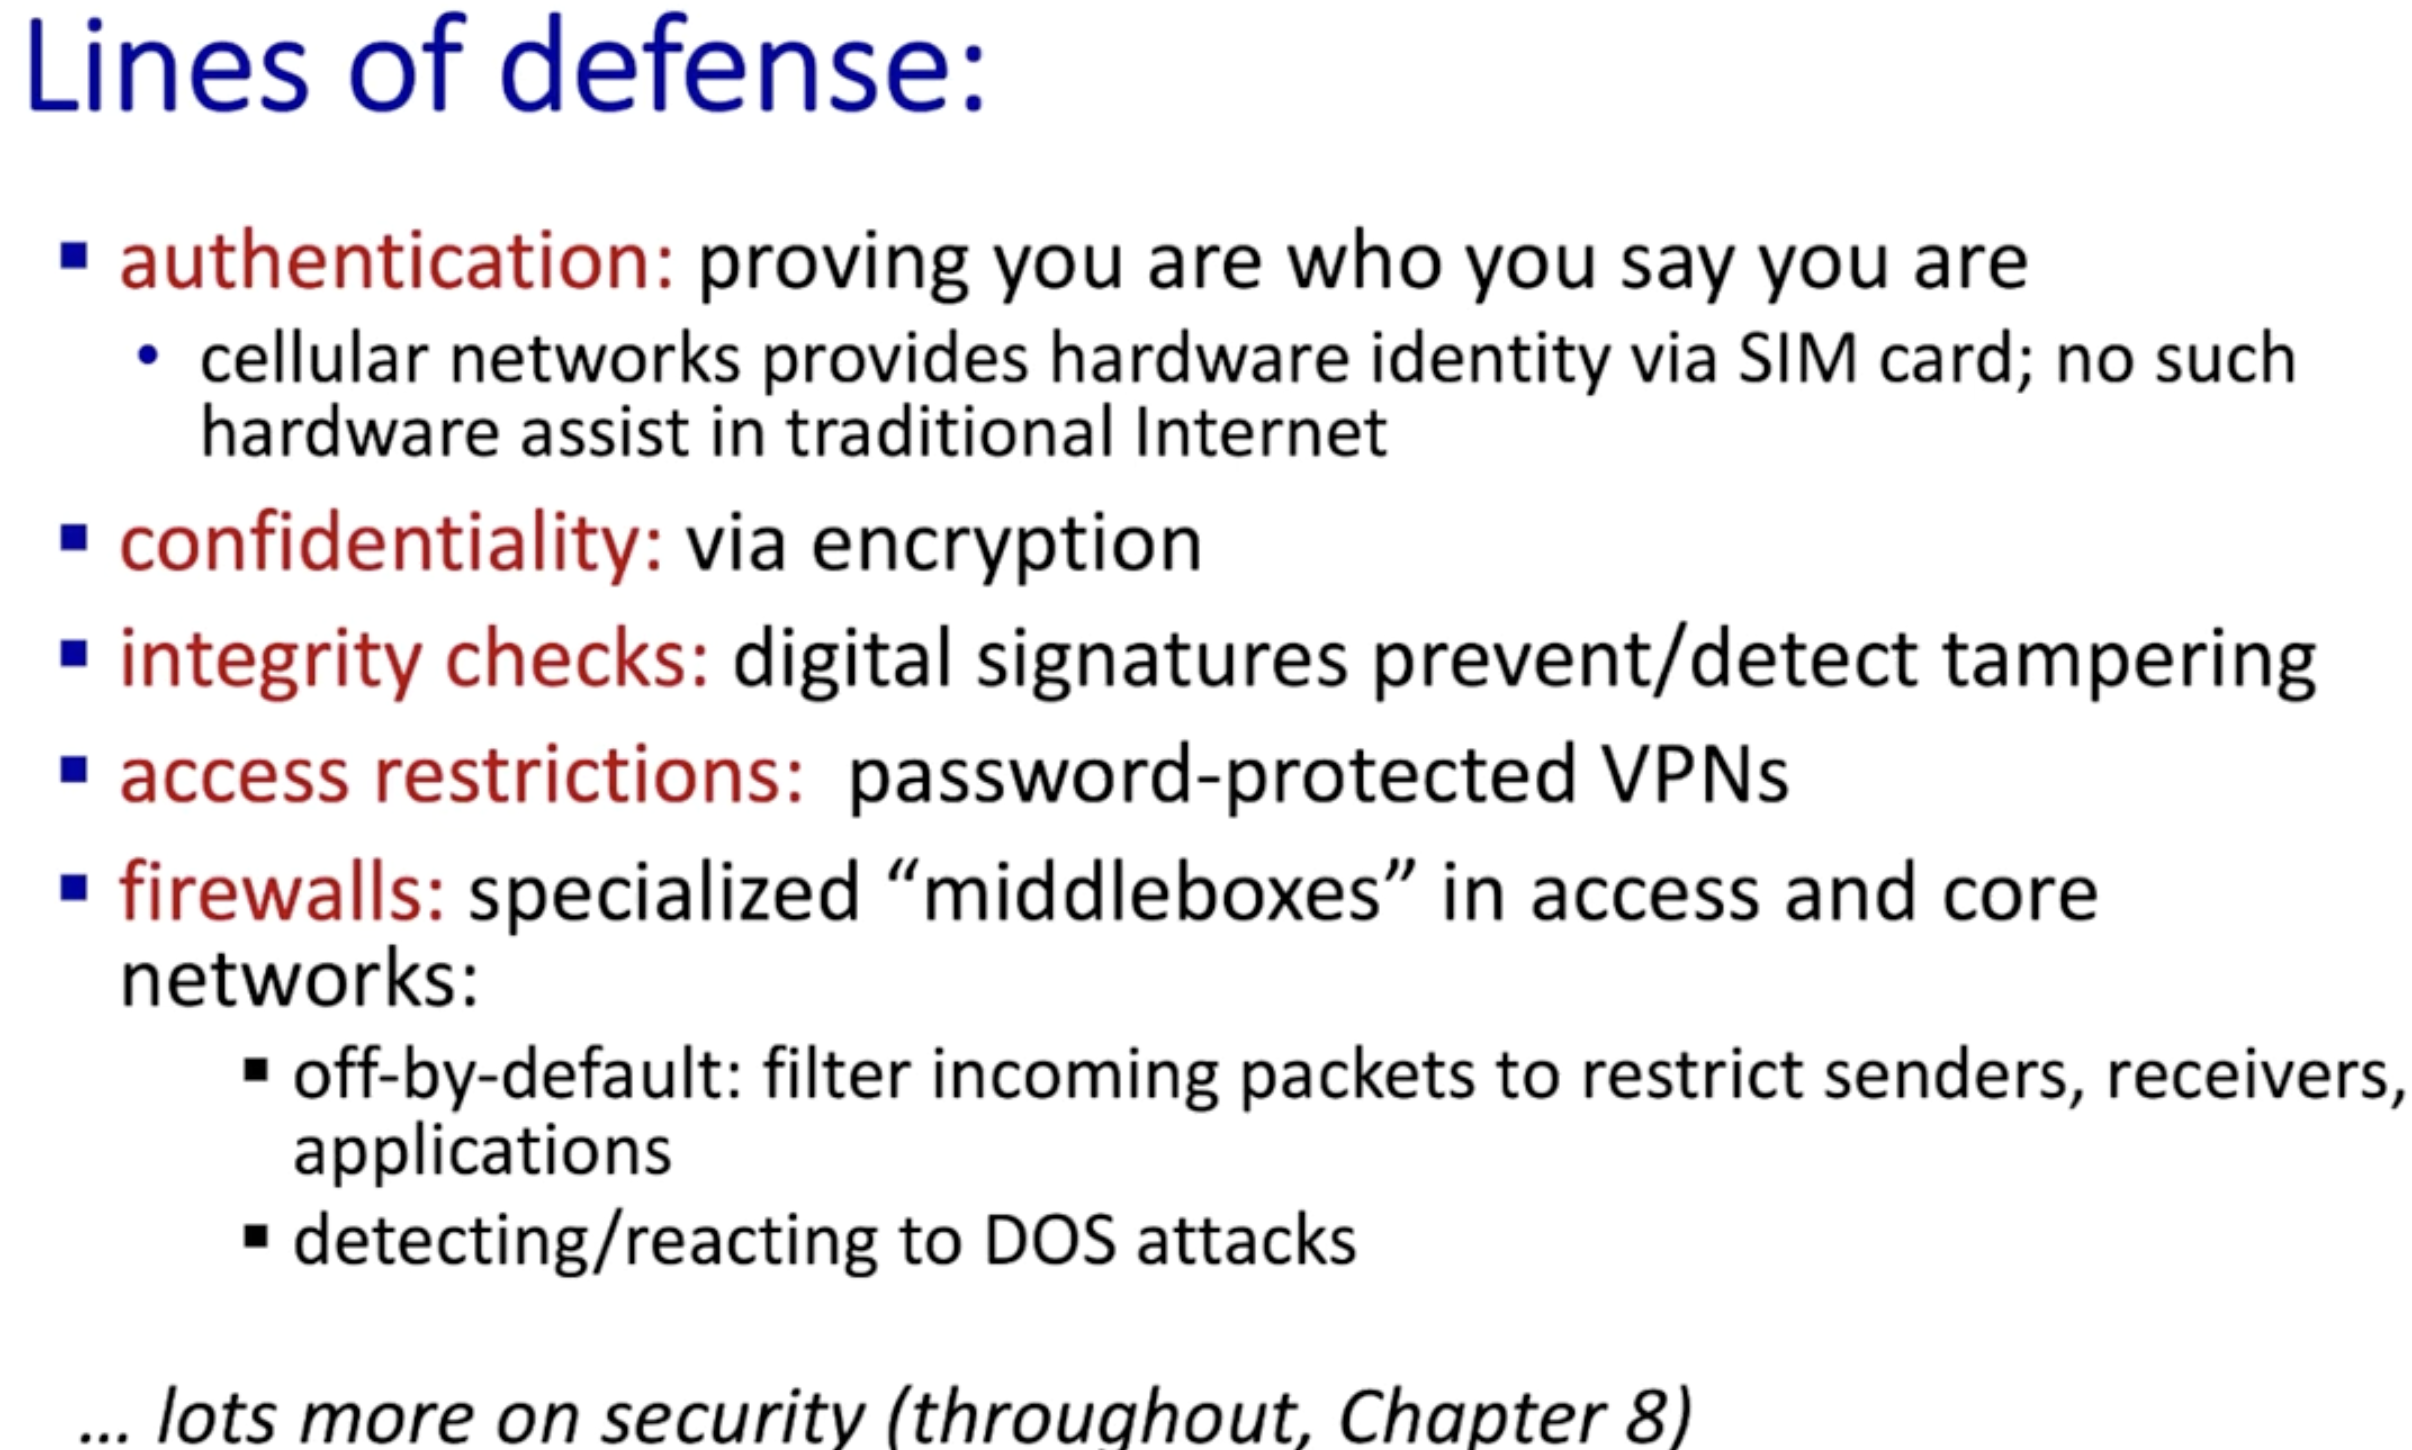 Lines of defense:
▪ authentication: proving you are who you say you are
• cellular networks provides hardware identity via SIM card; no such
hardware assist in traditional Internet
▪ confidentiality: via encryption
▪ integrity checks: digital signatures prevent/detect tampering
▪ access restrictions: password-protected VPNs
▪ firewalls: specialized “middleboxes” in access and core
networks:
▪ off-by-default: filter incoming packets to restrict senders, receivers,
applications
▪ detecting/reacting to DOS attacks
… lots more on security (throughout, Chapter 8)